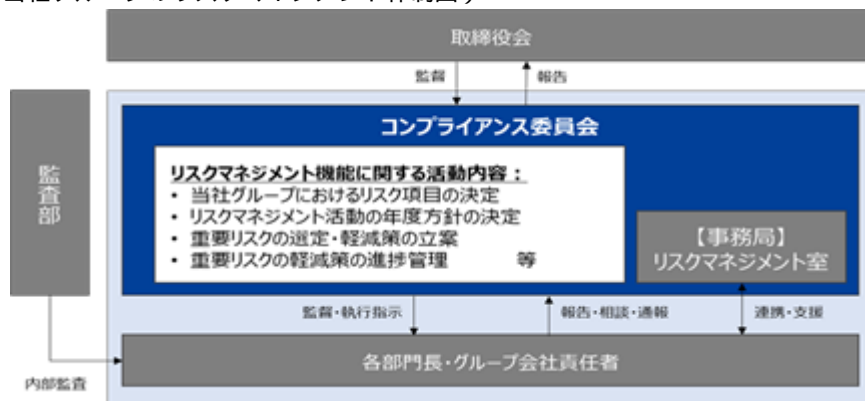 取締役会
監督
報告
監査部
コンプライアンス委員会
リスクマネジメント機能に関する活動内容：
• 当社グループにおけるリスク項目の決定
• リスクマネジメント活動の年度方針の決定
• 重要リスクの選定・軽減策の立案
• 重要リスクの軽減策の進捗管理 等
【事務局】
リスクマネジメント室
監督・執行指示
報告・相談・通報
連携・支援
各部門長・グループ会社責任者
内部監査